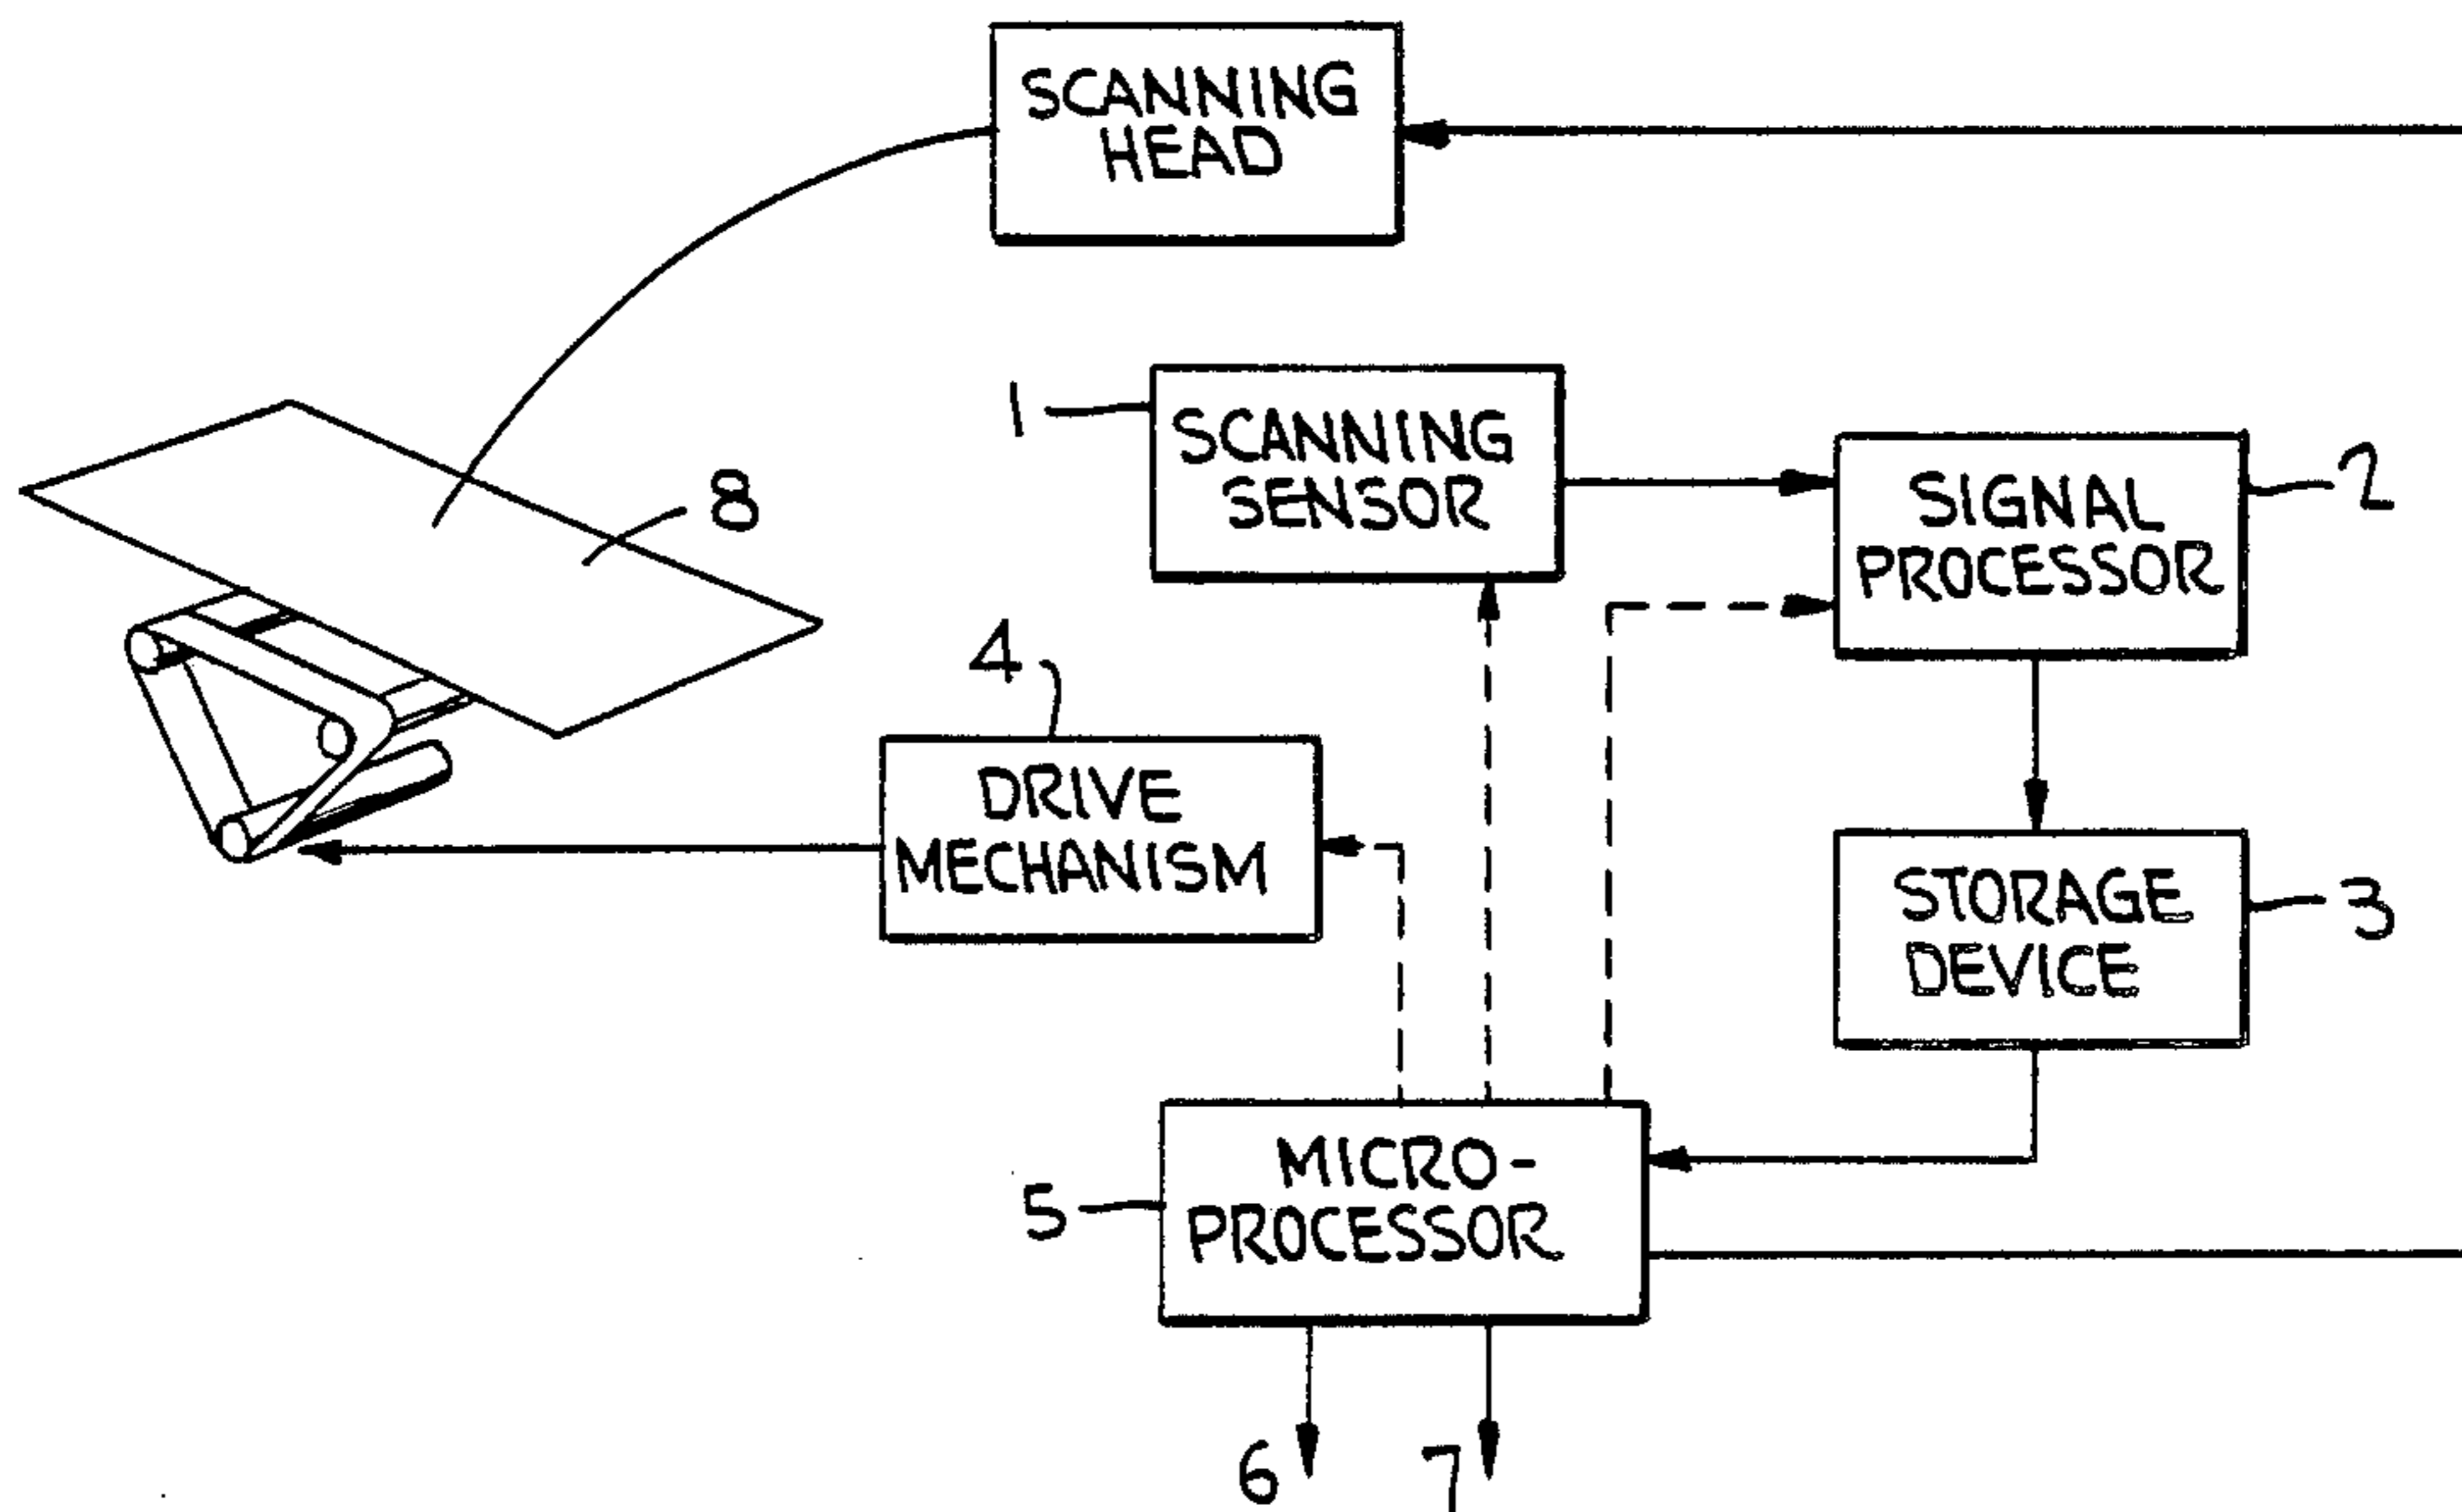 SCANNING
HEAD
1
SCANNING
SENSOR
SIGNAL
PROCESSOR
2
8
4
DRIVE
MECHANISM
STORAGE
DEVICE
3
5
MICRO-
PROCESSOR
6
7